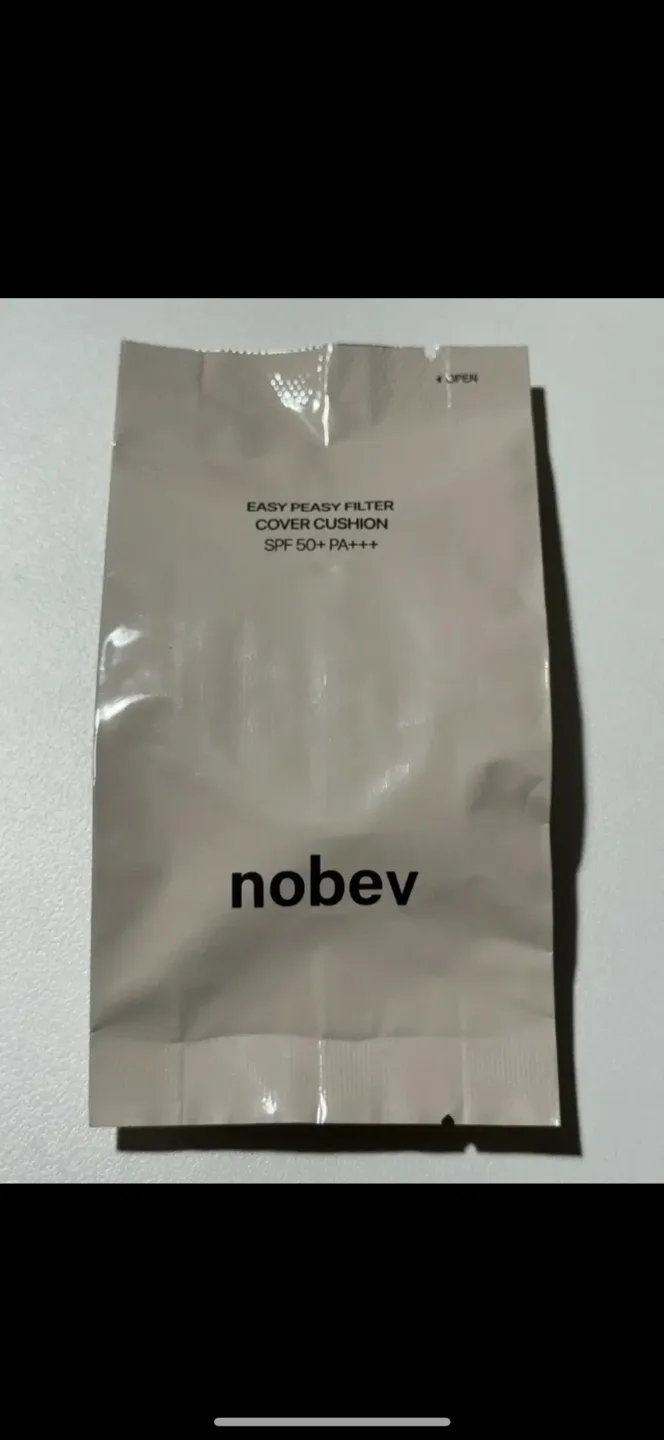 OPEN
EASY PEASY FILTER
COVER CUSHION
SPF 50+ PA+++
nobev